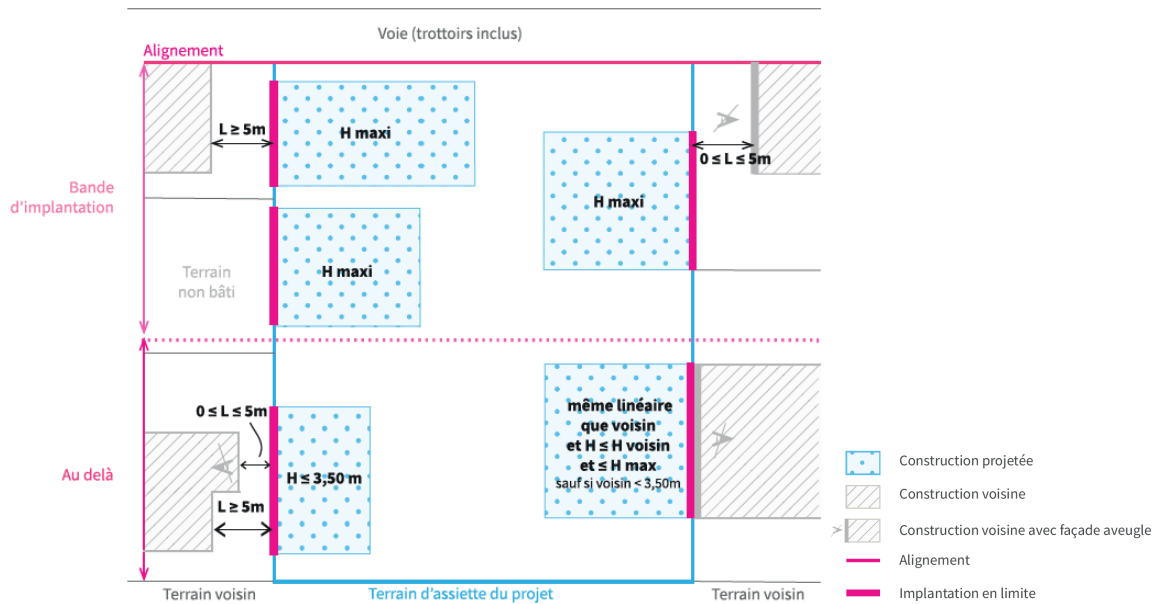 Voie (trottoirs inclus)
Alignement
L ≥ 5m
H maxi
0 ≤ L ≤ 5m
Bande
d'implantation
H maxi
Terrain
non bâti
H maxi
0 ≤ L ≤ 5m
même linéaire
que voisin
et H ≤ H voisin
et ≤ H max
sauf si voisin < 3,50m
Au delà
H ≤ 3,50 m
L ≥ 5m
Terrain voisin
Terrain d'assiette du projet
Terrain voisin
Construction projetée
Construction voisine
Construction voisine avec façade aveugle
Alignement
Implantation en limite